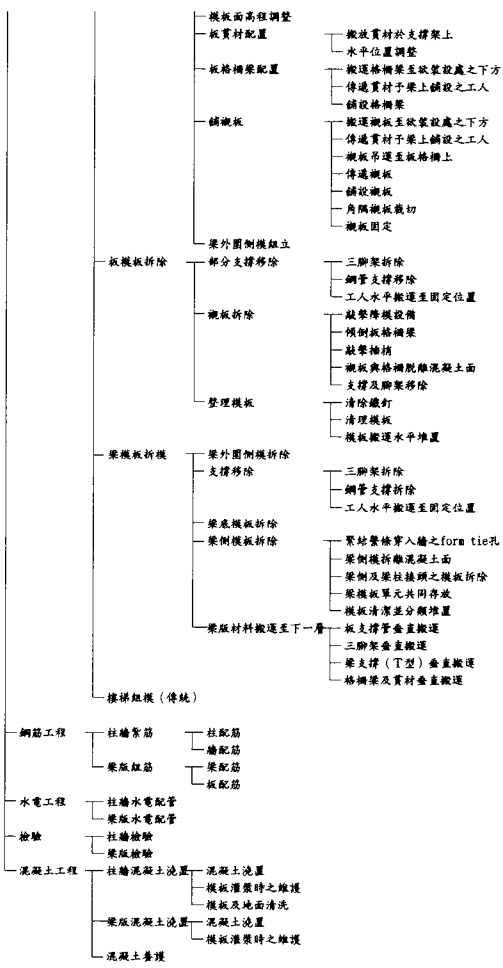 模板面高程調整
板貫材配置 搬放貫材於支撐架上
水平位置調整
板格柵梁配置 搬運格柵梁至欲裝設處之下方
傳遞貫材予梁上舖設之工人
舖設格柵梁
舖襯板 搬運襯板至欲裝設處之下方
傳遞貫材予梁上舖設之工人
襯板吊運至板格柵上
傳遞襯板
舖設襯板
角隅襯板裁切
襯板固定
梁外圍側模組立
板模板拆除 部分支撐移除 三腳架拆除
鋼管支撐移除
工人水平搬運至固定位置
襯板拆除 敲擊降模設備
傾倒板格柵梁
敲擊插梢
襯板與格柵脫離混凝土面
支撐及腳架移除
整理模板 清除鐵釘
清理模板
模板搬運水平堆置
梁模板拆模 梁外圍側模拆除
支撐移除 三腳架拆除
鋼管支撐拆除
工人水平搬運至固定位置
梁底模板拆除
梁側模板拆除 緊結繫條穿入牆之form tie孔
梁側模拆離混凝土面
梁側及梁柱接頭之模板拆除
梁模板單元共同存放
模板清潔並分類堆置
梁版材料搬運至下一層 板支撐管垂直搬運
三腳架垂直搬運
梁支撐（T型）垂直搬運
格柵梁及貫材垂直搬運
樓梯組模（傳統）
鋼筋工程 柱牆紮筋 柱配筋
牆配筋
梁版組筋 梁配筋
板配筋
水電工程 柱牆水電配管
梁版水電配管
檢驗 柱牆檢驗
梁版檢驗
混凝土工程 柱牆混凝土澆置 混凝土澆置
模板灌漿時之維護
模板及地面清洗
梁版混凝土澆置 混凝土澆置
模板灌漿時之維護
混凝土養護